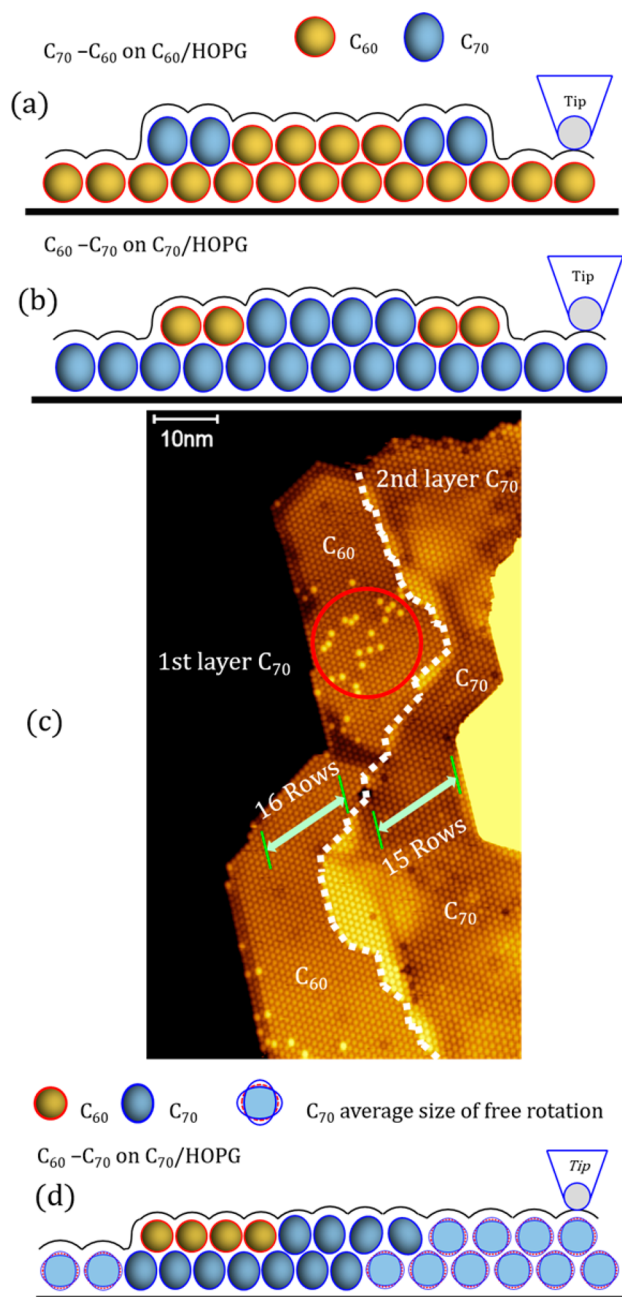 C₇₀ –C₆₀ on C₆₀/HOPG
C₆₀
C₇₀
(a)
Tip
C₆₀ –C₇₀ on C₇₀/HOPG
(b)
Tip
10nm
2nd layer C₇₀
C₆₀
1st layer C₇₀
C₇₀
(c)
16 Rows
15 Rows
C₇₀
C₆₀
C₆₀
C₇₀
C₇₀ average size of free rotation
C₆₀ –C₇₀ on C₇₀/HOPG
(d)
Tip